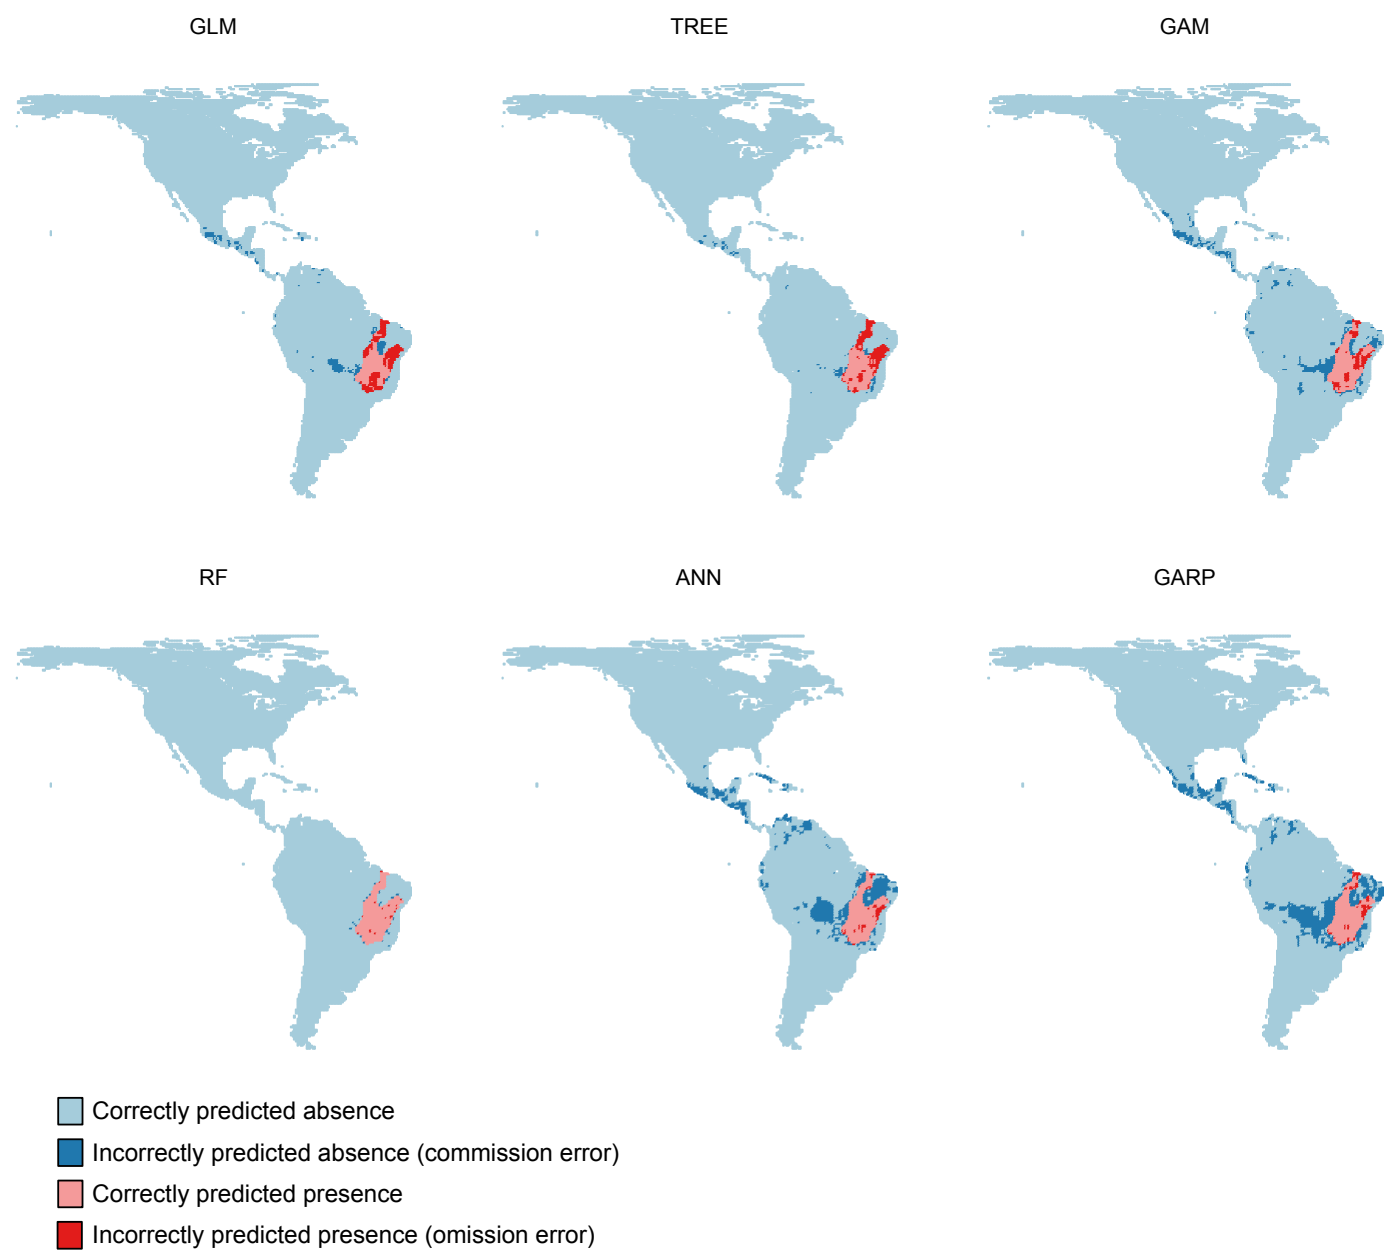 GLM
TREE
GAM
RF
ANN
GARP
Correctly predicted absence
Incorrectly predicted absence (commission error)
Correctly predicted presence
Incorrectly predicted presence (omission error)